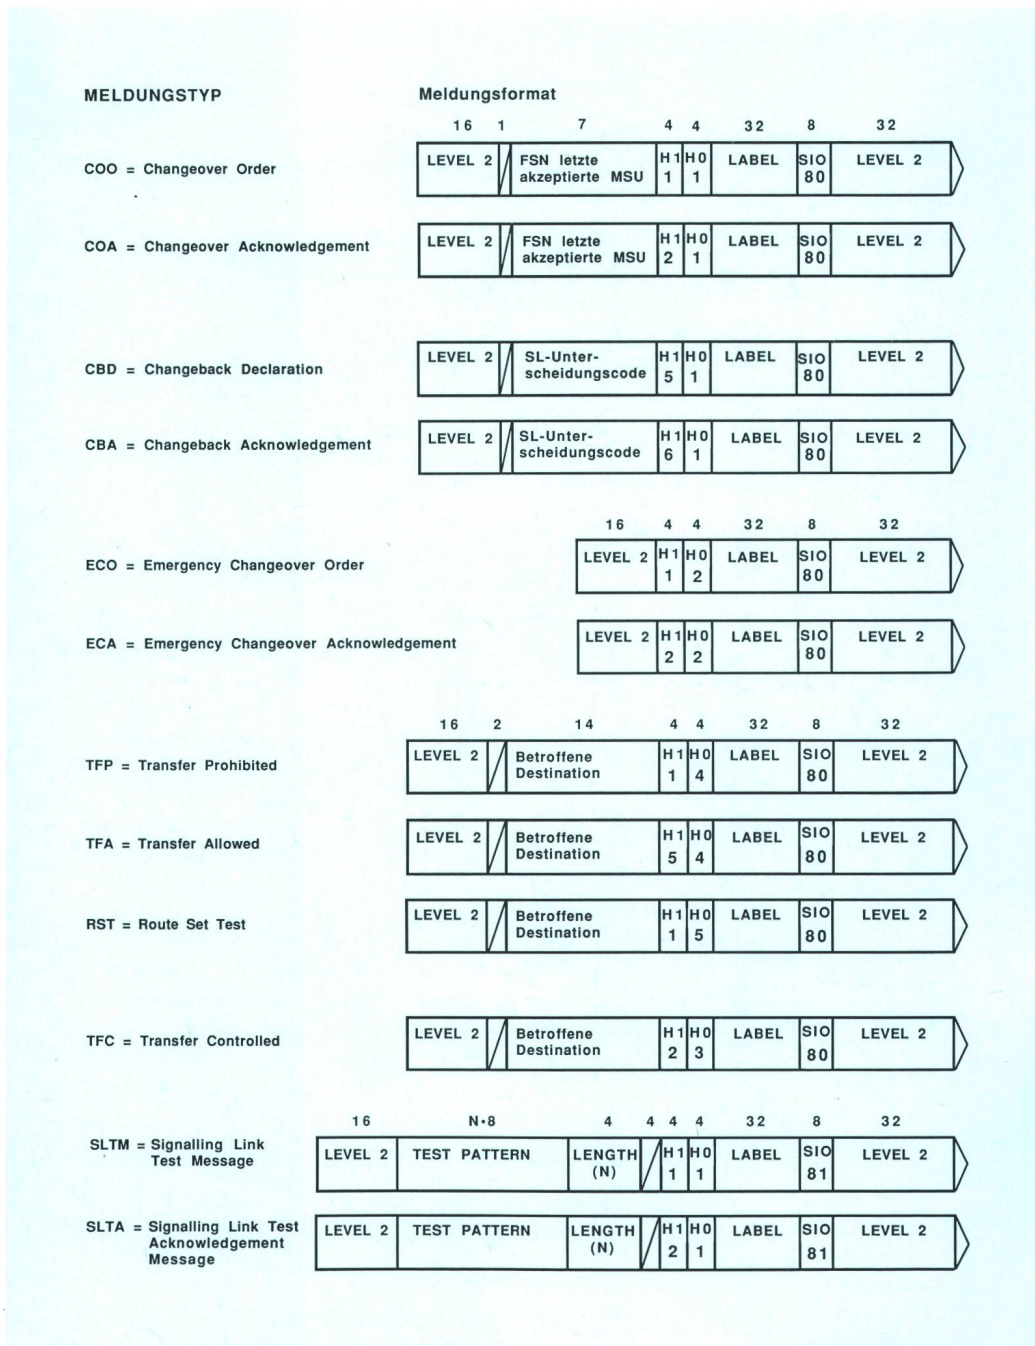 MELDUNGSTYP Meldungsformat
16 1 7 4 4 32 8 32
COO = Changeover Order
LEVEL 2 FSN letzte H1 H0 LABEL SIO LEVEL 2
akzeptierte MSU 1 1 80
COA = Changeover Acknowledgement
LEVEL 2 FSN letzte H1 H0 LABEL SIO LEVEL 2
akzeptierte MSU 2 1 80
CBD = Changeback Declaration
LEVEL 2 SL-Unter- H1 H0 LABEL SIO LEVEL 2
scheidungscode 5 1 80
CBA = Changeback Acknowledgement
LEVEL 2 SL-Unter- H1 H0 LABEL SIO LEVEL 2
scheidungscode 6 1 80
16 4 4 32 8 32
ECO = Emergency Changeover Order
LEVEL 2 H1 H0 LABEL SIO LEVEL 2
1 2 80
ECA = Emergency Changeover Acknowledgement
LEVEL 2 H1 H0 LABEL SIO LEVEL 2
2 2 80
16 2 14 4 4 32 8 32
TFP = Transfer Prohibited
LEVEL 2 Betroffene H1 H0 LABEL SIO LEVEL 2
Destination 1 4 80
TFA = Transfer Allowed
LEVEL 2 Betroffene H1 H0 LABEL SIO LEVEL 2
Destination 5 4 80
RST = Route Set Test
LEVEL 2 Betroffene H1 H0 LABEL SIO LEVEL 2
Destination 1 5 80
TFC = Transfer Controlled
LEVEL 2 Betroffene H1 H0 LABEL SIO LEVEL 2
Destination 2 3 80
16 N·8 4 4 4 4 32 8 32
SLTM = Signalling Link
Test Message
LEVEL 2 TEST PATTERN LENGTH H1 H0 LABEL SIO LEVEL 2
(N) 1 1 81
SLTA = Signalling Link Test
Acknowledgement
Message
LEVEL 2 TEST PATTERN LENGTH H1 H0 LABEL SIO LEVEL 2
(N) 2 1 81